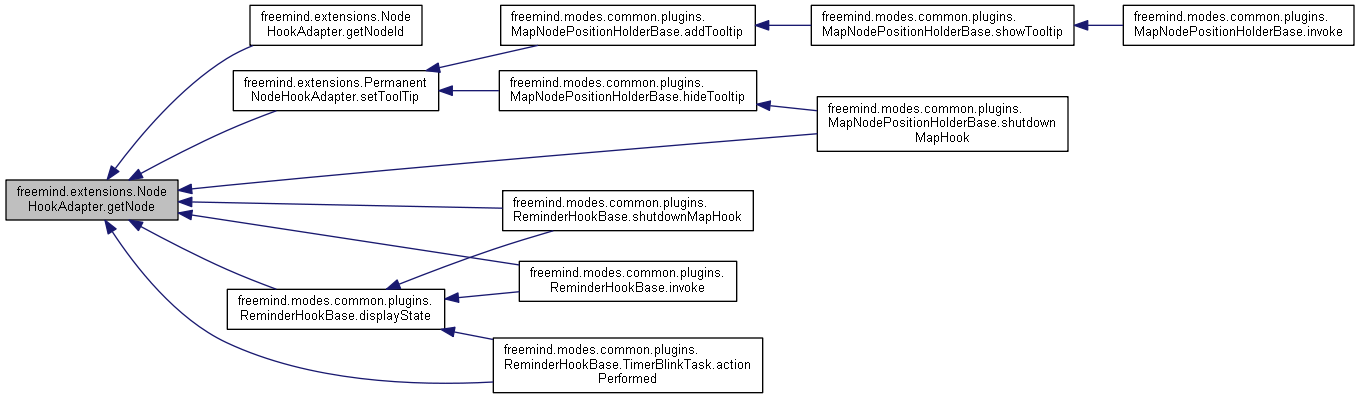 freemind.extensions.Node
HookAdapter.getNodeId
freemind.modes.common.plugins.
MapNodePositionHolderBase.addTooltip
freemind.modes.common.plugins.
MapNodePositionHolderBase.showTooltip
freemind.modes.common.plugins.
MapNodePositionHolderBase.invoke
freemind.extensions.Permanent
NodeHookAdapter.setToolTip
freemind.modes.common.plugins.
MapNodePositionHolderBase.hideTooltip
freemind.modes.common.plugins.
MapNodePositionHolderBase.shutdown
MapHook
freemind.extensions.Node
HookAdapter.getNode
freemind.modes.common.plugins.
ReminderHookBase.shutdownMapHook
freemind.modes.common.plugins.
ReminderHookBase.invoke
freemind.modes.common.plugins.
ReminderHookBase.displayState
freemind.modes.common.plugins.
ReminderHookBase.TimerBlinkTask.action
Performed